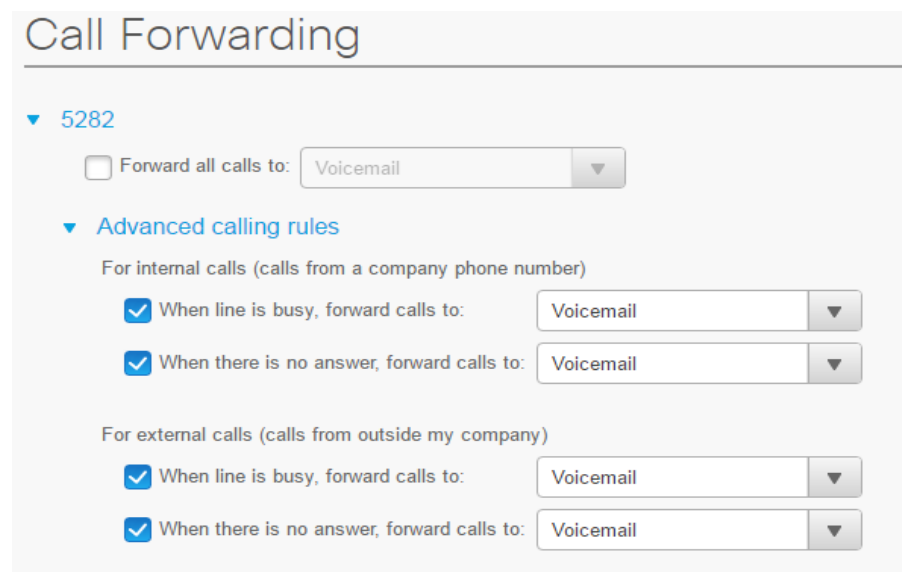 Call Forwarding
5282
Forward all calls to: Voicemail
Advanced calling rules
For internal calls (calls from a company phone number)
When line is busy, forward calls to: Voicemail
When there is no answer, forward calls to: Voicemail
For external calls (calls from outside my company)
When line is busy, forward calls to: Voicemail
When there is no answer, forward calls to: Voicemail